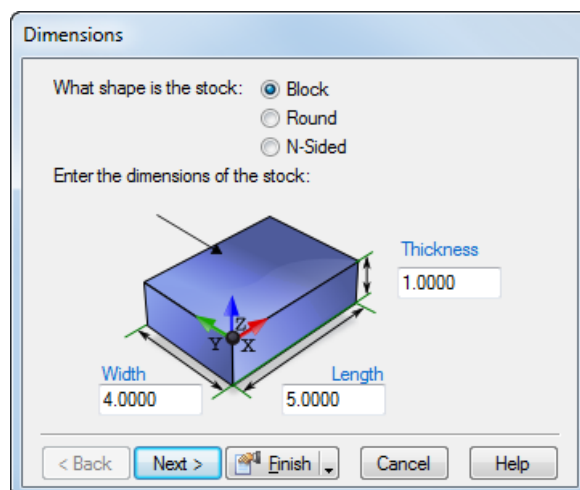 Dimensions
What shape is the stock: Block
Round
N-Sided
Enter the dimensions of the stock:
Thickness
1.0000
Z
Y X
Width Length
4.0000 5.0000
< Back Next > Finish Cancel Help